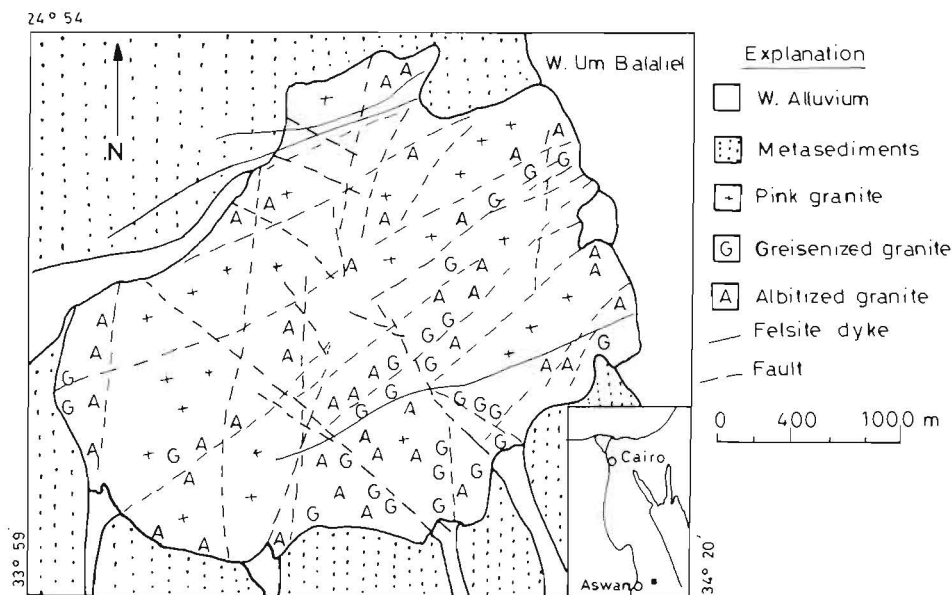 24° 54
W. Um Balalief
N
Explanation
W. Alluvium
Metasediments
+ Pink granite
G Greisenized granite
A Albitized granite
Felsite dyke
Fault
0 400 1000 m
Cairo
Aswan
33° 59
34° 20'